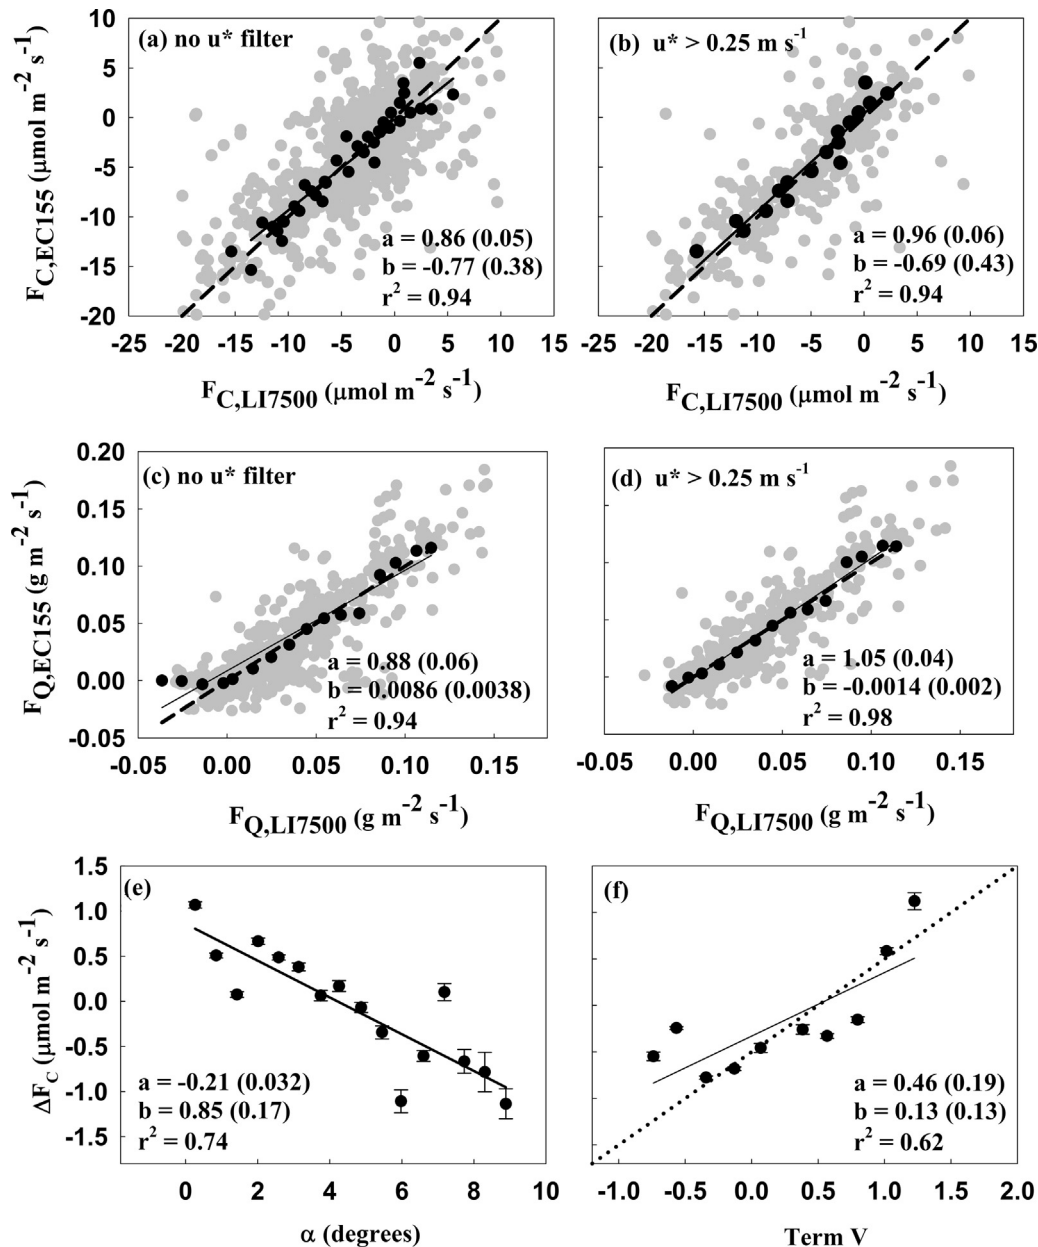 (a) no u* filter
(b) u* > 0.25 m s⁻¹
10
5
0
-5
-10
-15
-20
F_C,EC155 (μmol m⁻² s⁻¹)
a = 0.86 (0.05)
b = -0.77 (0.38)
r² = 0.94
a = 0.96 (0.06)
b = -0.69 (0.43)
r² = 0.94
-25 -20 -15 -10 -5 0 5 10 15
-25 -20 -15 -10 -5 0 5 10 15
F_C,LI7500 (μmol m⁻² s⁻¹)
F_C,LI7500 (μmol m⁻² s⁻¹)
(c) no u* filter
(d) u* > 0.25 m s⁻¹
0.20
0.15
0.10
0.05
0.00
-0.05
F_Q,EC155 (g m⁻² s⁻¹)
a = 0.88 (0.06)
b = 0.0086 (0.0038)
r² = 0.94
a = 1.05 (0.04)
b = -0.0014 (0.002)
r² = 0.98
-0.05 0.00 0.05 0.10 0.15
-0.05 0.00 0.05 0.10 0.15
F_Q,LI7500 (g m⁻² s⁻¹)
F_Q,LI7500 (g m⁻² s⁻¹)
(e)
(f)
1.5
1.0
0.5
0.0
-0.5
-1.0
-1.5
ΔF_C (μmol m⁻² s⁻¹)
a = -0.21 (0.032)
b = 0.85 (0.17)
r² = 0.74
a = 0.46 (0.19)
b = 0.13 (0.13)
r² = 0.62
0 2 4 6 8 10
-1.0 -0.5 0.0 0.5 1.0 1.5 2.0
α (degrees)
Term V